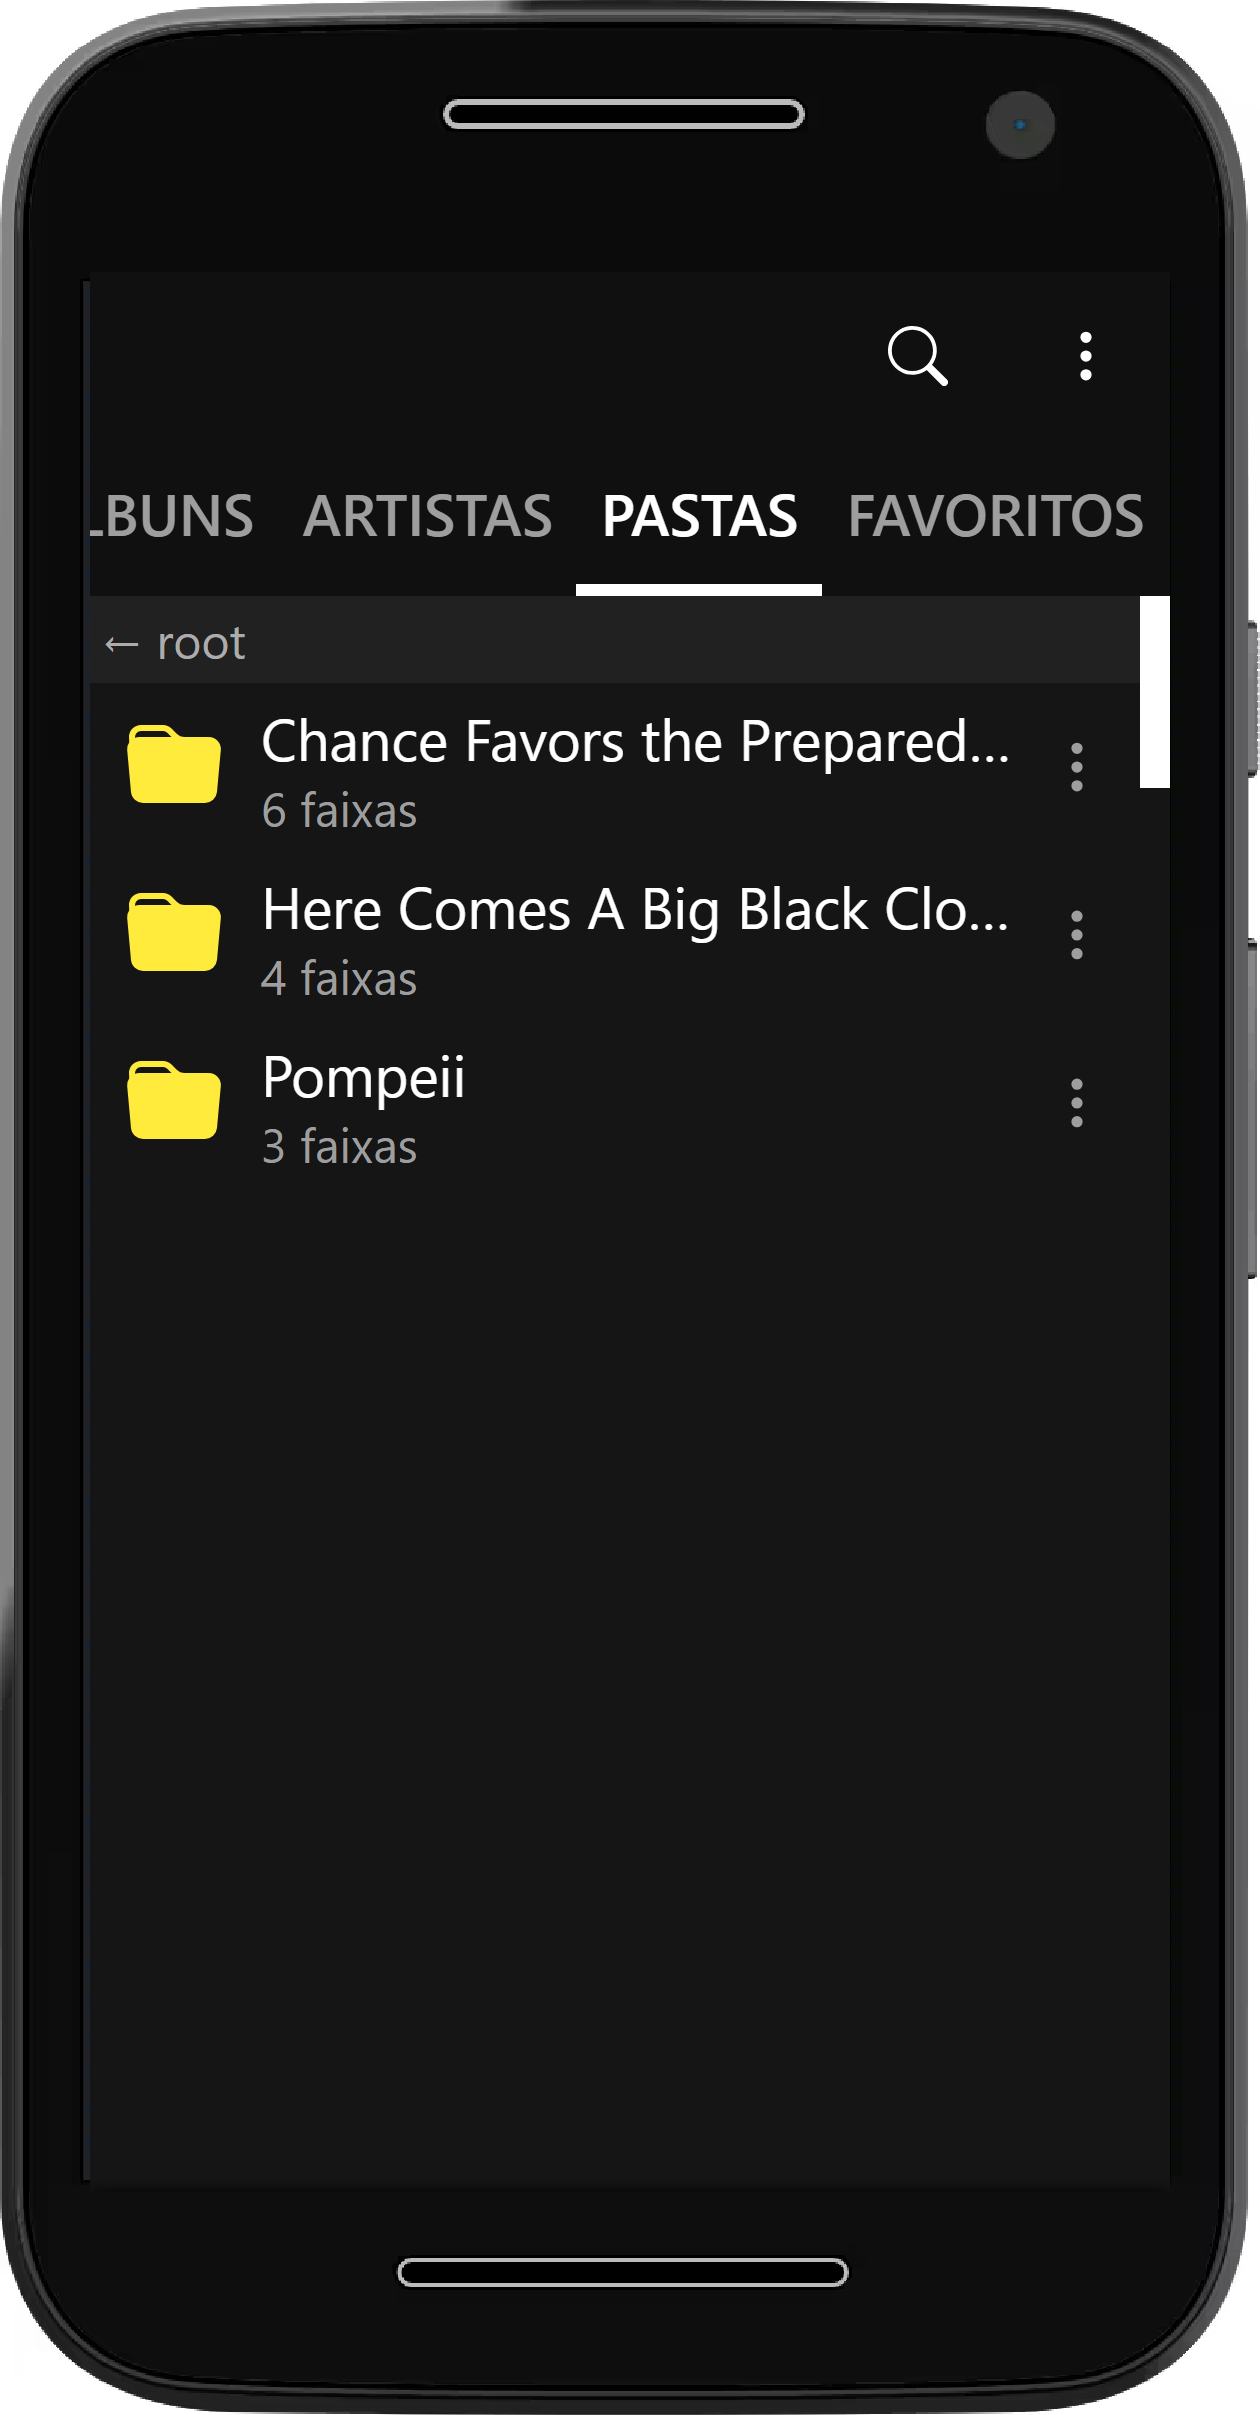 LBUNS ARTISTAS PASTAS FAVORITOS
← root
Chance Favors the Prepared...
6 faixas
Here Comes A Big Black Clo...
4 faixas
Pompeii
3 faixas